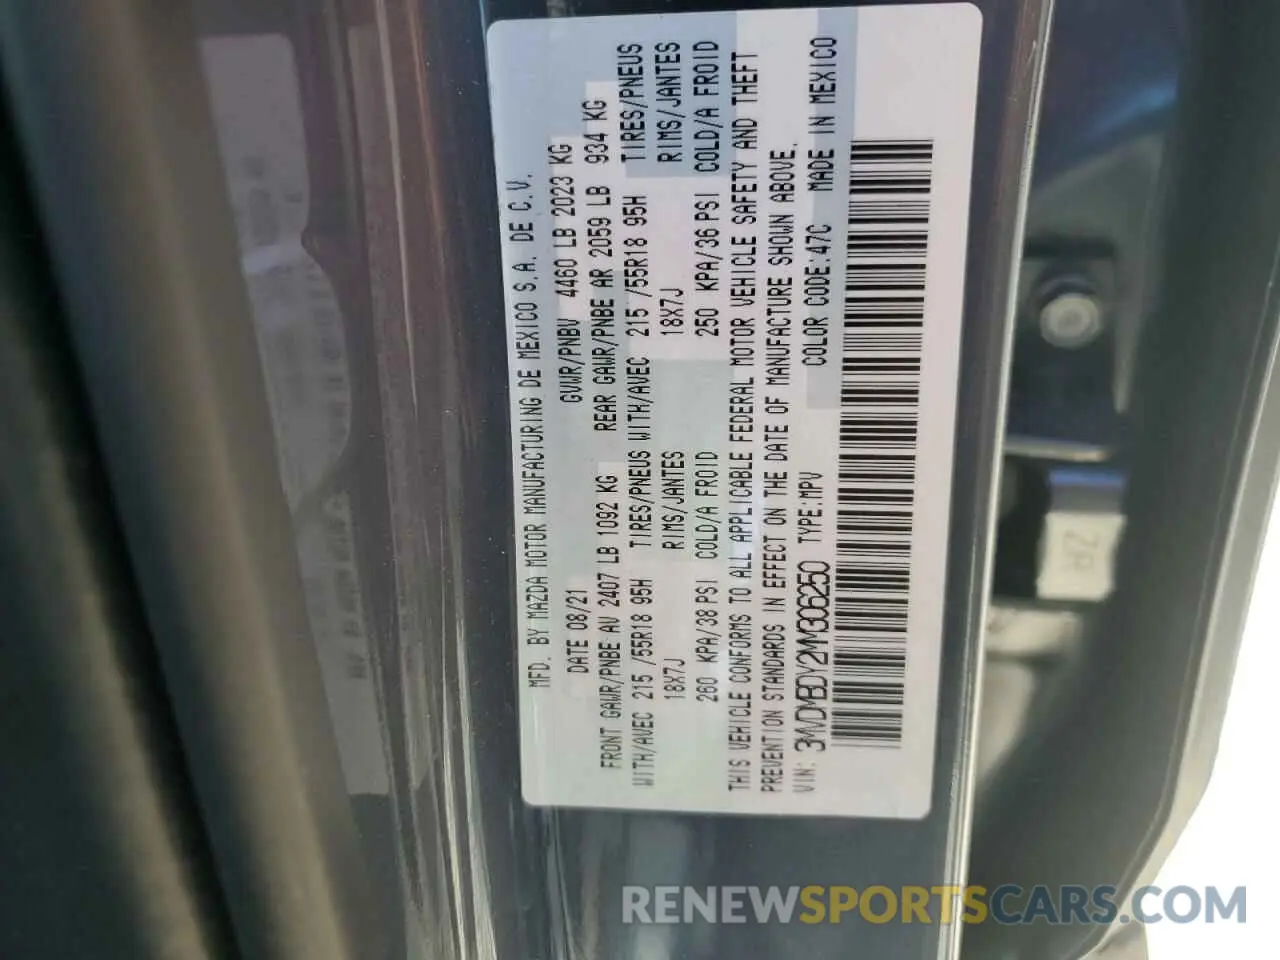 MFD. BY MAZDA MOTOR MANUFACTURING DE MEXICO S.A. DE C.V.
DATE 08/21 GVWR/PNBV 4460 LB 2023 KG
FRONT GAWR/PNBE AV 2407 LB 1092 KG REAR GAWR/PNBE AR 2059 LB 934 KG
WITH/AVEC 215 /55R18 95H TIRES/PNEUS WITH/AVEC 215 /55R18 95H TIRES/PNEUS
18X7J RIMS/JANTES 18X7J RIMS/JANTES
260 KPA/38 PSI COLD/A FROID 250 KPA/36 PSI COLD/A FROID
THIS VEHICLE CONFORMS TO ALL APPLICABLE FEDERAL MOTOR VEHICLE SAFETY AND THEFT
PREVENTION STANDARDS IN EFFECT ON THE DATE OF MANUFACTURE SHOWN ABOVE.
VIN: 3MVDMBDV2MM306250 TYPE:MPV COLOR CODE:47C MADE IN MEXICO
ZR
RENEWSPORTSCARS.COM